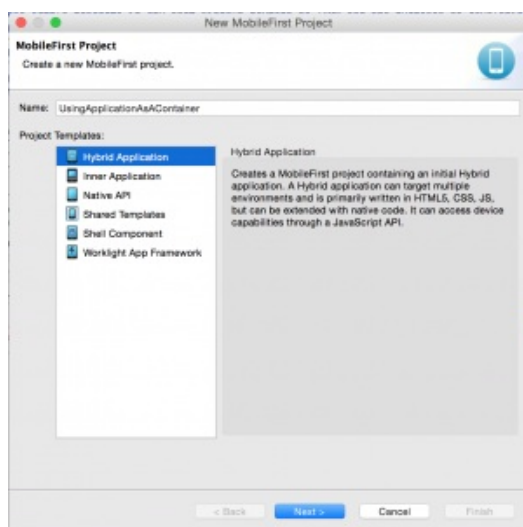 New MobileFirst Project
MobileFirst Project
Create a new MobileFirst project.
Name: UsingApplicationAsAContainer
Project Templates:
Hybrid Application
Inner Application
Native API
Shared Templates
Shell Component
Worklight App Framework
Hybrid Application
Creates a MobileFirst project containing an initial Hybrid
application. A Hybrid application can target multiple
environments and is primarily written in HTML5, CSS, JS,
but can be extended with native code. It can access device
capabilities through a JavaScript API.
< Back Next > Cancel Finish